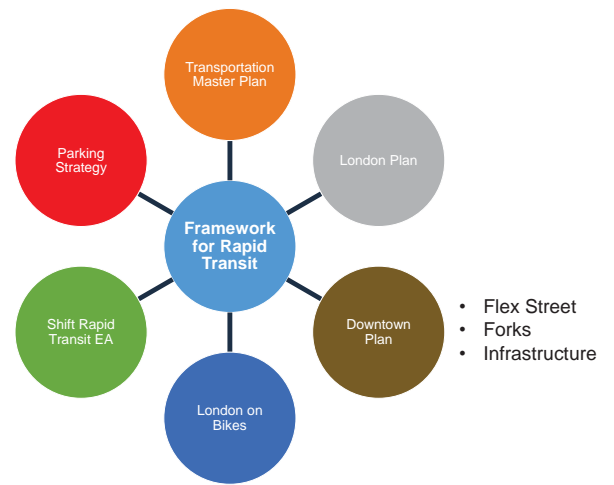 Transportation
Master Plan
Parking
Strategy
London Plan
Framework
for Rapid
Transit
Shift Rapid
Transit EA
Downtown
Plan
• Flex Street
• Forks
• Infrastructure
London on
Bikes